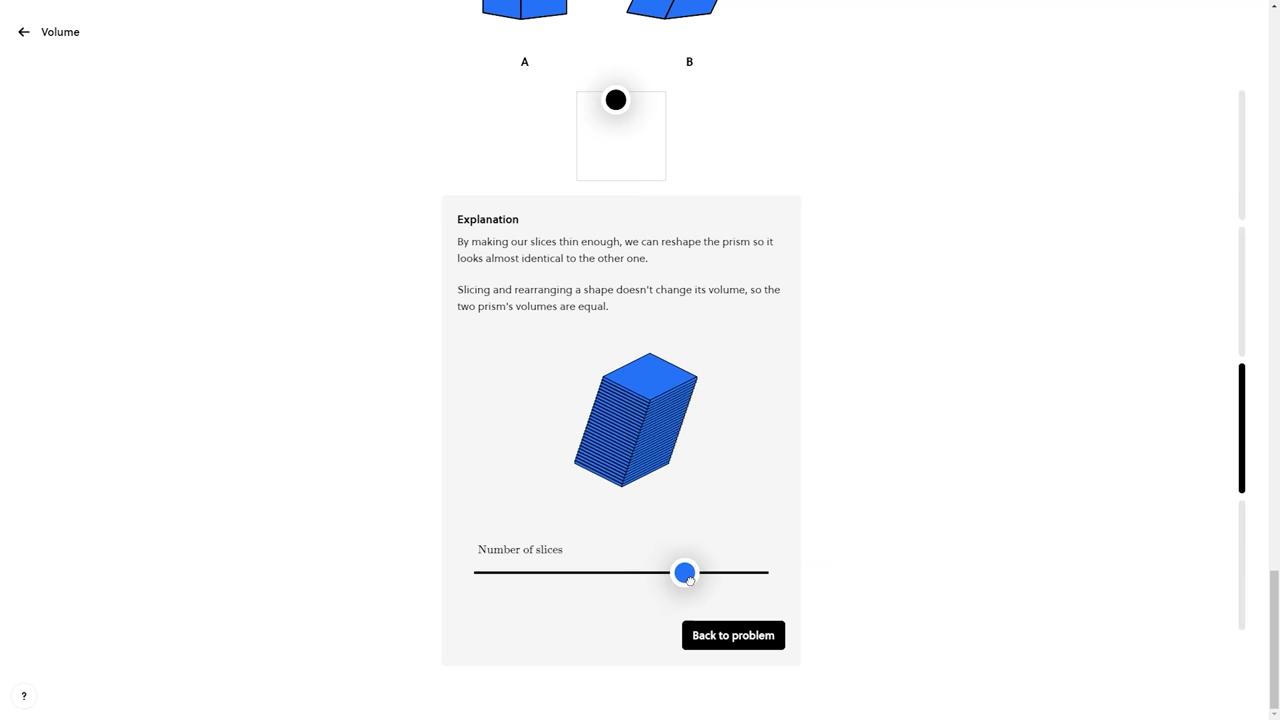 Volume
A
B
Explanation
By making our slices thin enough, we can reshape the prism so it
looks almost identical to the other one.
Slicing and rearranging a shape doesn't change its volume, so the
two prism's volumes are equal.
Number of slices
Back to problem
?